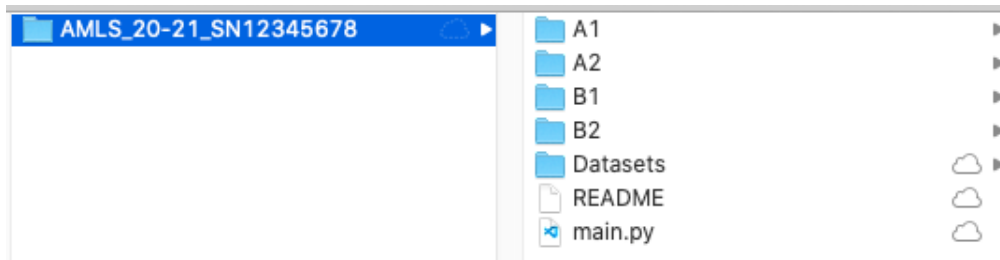 AMLS_20-21_SN12345678
A1
A2
B1
B2
Datasets
README
main.py